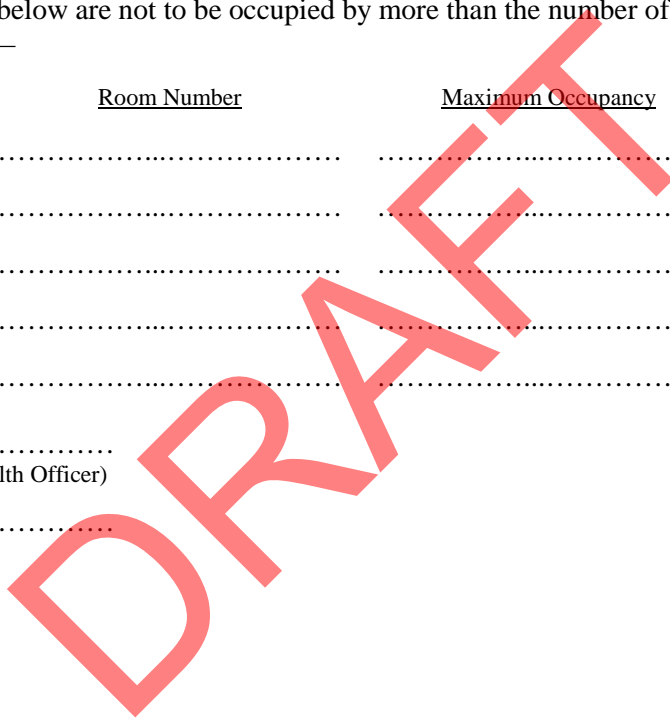 below are not to be occupied by more than the number of
–
Room Number Maximum Occupancy
………………...………………… ………………...……………
………………...………………… ………………...……………
………………...………………… ………………...……………
………………...………………… ………………...……………
………………...………………… ………………...……………
…………
lth Officer)
…………
DRAFT